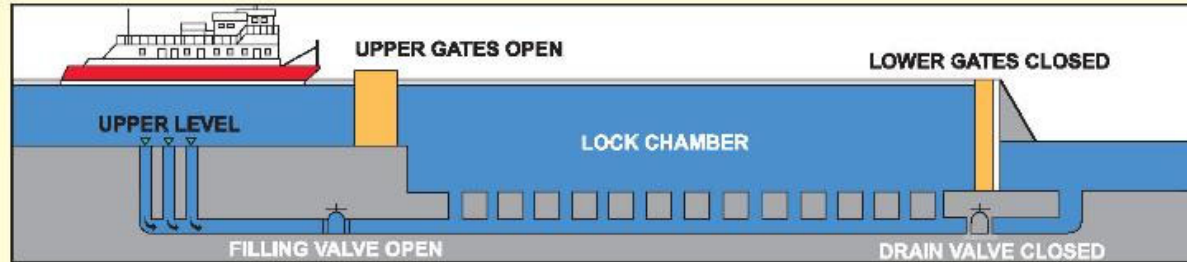 UPPER GATES OPEN
LOWER GATES CLOSED
UPPER LEVEL
LOCK CHAMBER
FILLING VALVE OPEN
DRAIN VALVE CLOSED